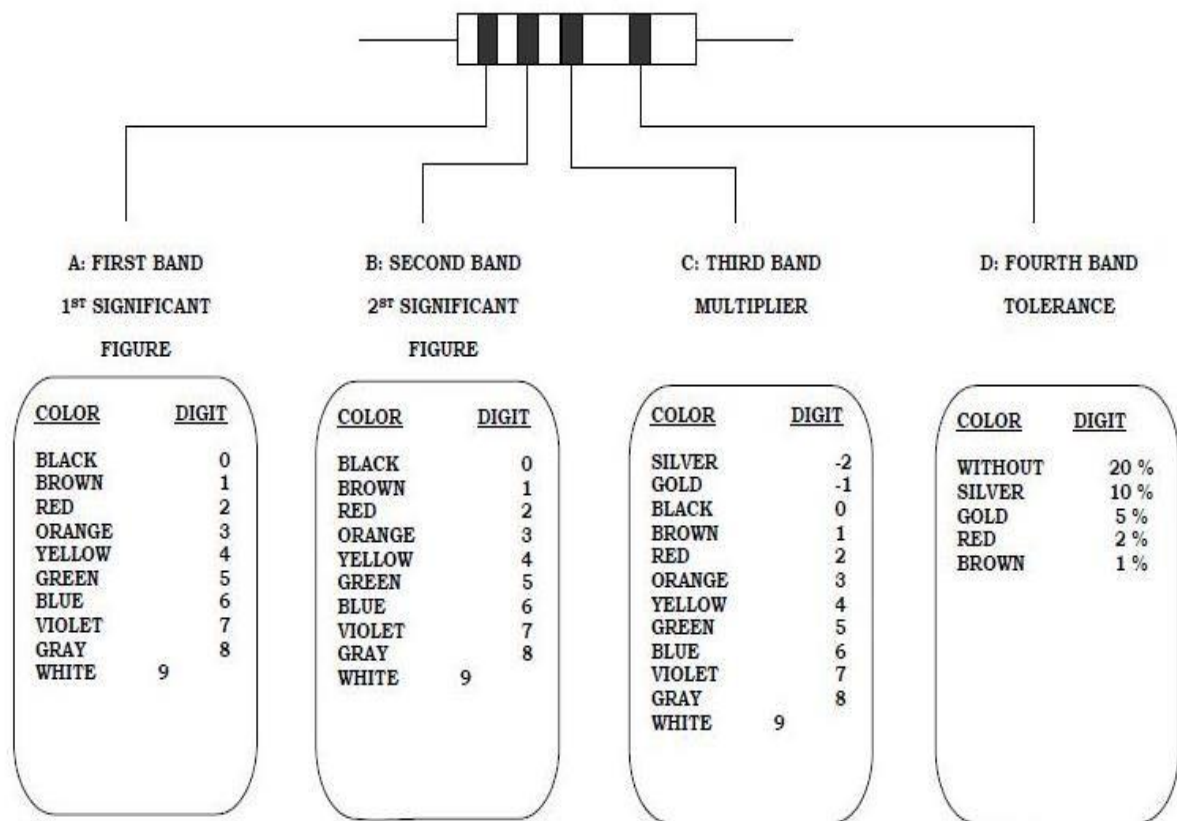 A: FIRST BAND
1ST SIGNIFICANT
FIGURE
COLOR DIGIT
BLACK 0
BROWN 1
RED 2
ORANGE 3
YELLOW 4
GREEN 5
BLUE 6
VIOLET 7
GRAY 8
WHITE 9
B: SECOND BAND
2ST SIGNIFICANT
FIGURE
COLOR DIGIT
BLACK 0
BROWN 1
RED 2
ORANGE 3
YELLOW 4
GREEN 5
BLUE 6
VIOLET 7
GRAY 8
WHITE 9
C: THIRD BAND
MULTIPLIER
COLOR DIGIT
SILVER -2
GOLD -1
BLACK 0
BROWN 1
RED 2
ORANGE 3
YELLOW 4
GREEN 5
BLUE 6
VIOLET 7
GRAY 8
WHITE 9
D: FOURTH BAND
TOLERANCE
COLOR DIGIT
WITHOUT 20 %
SILVER 10 %
GOLD 5 %
RED 2 %
BROWN 1 %